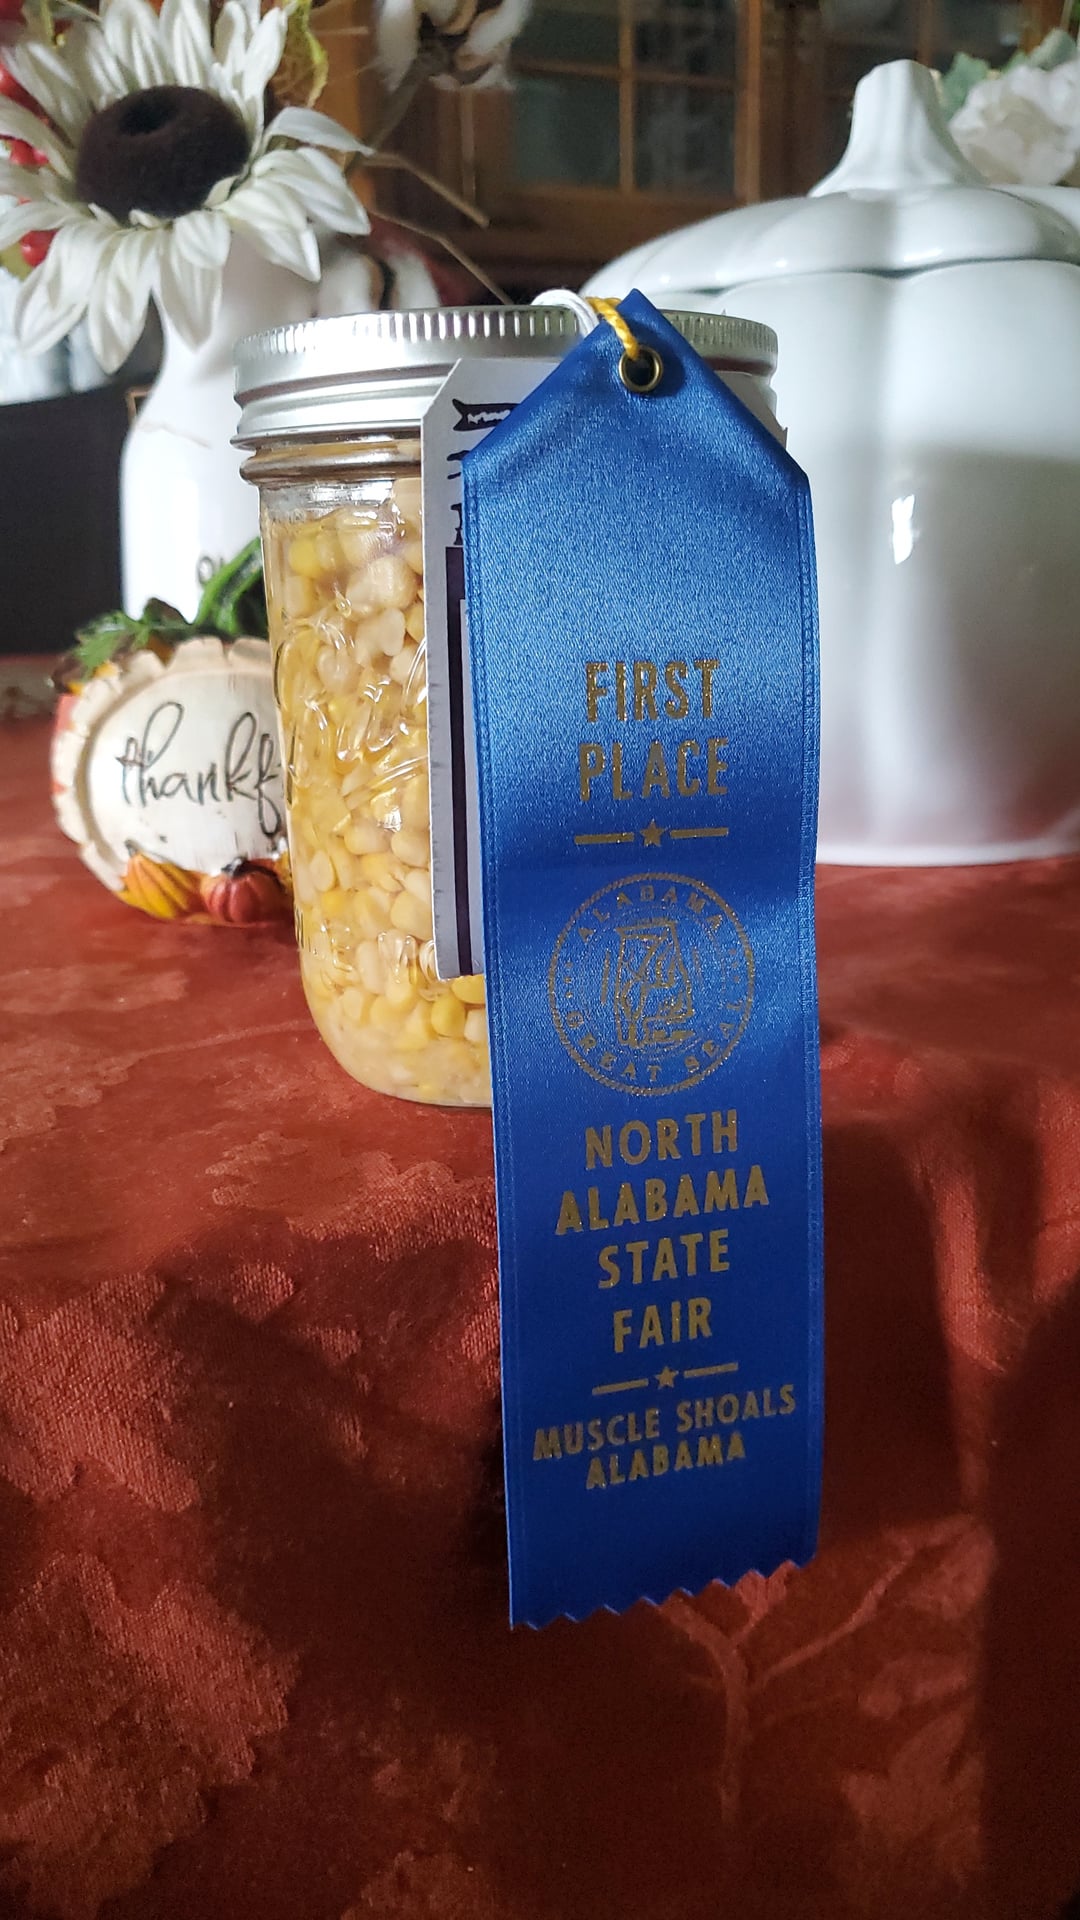 thankf
FIRST
PLACE
ALABAMA
GREAT SEAL
NORTH
ALABAMA
STATE
FAIR
MUSCLE SHOALS
ALABAMA